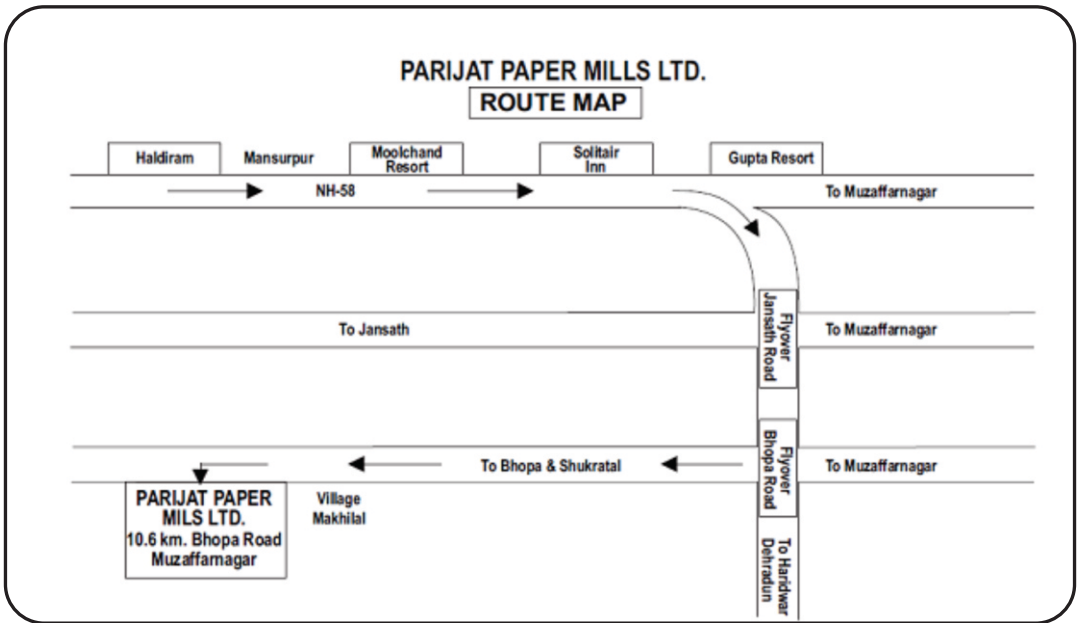 PARIJAT PAPER MILLS LTD.
ROUTE MAP
Haldiram
Mansurpur
Moolchand
Resort
Solitair
Inn
Gupta Resort
NH-58
To Muzaffarnagar
To Jansath
Flyover
Jansath Road
To Muzaffarnagar
To Bhopa & Shukratal
Flyover
Bhopa Road
To Muzaffarnagar
PARIJAT PAPER
MILS LTD.
10.6 km. Bhopa Road
Muzaffarnagar
Village
Makhilal
To Haridwar
Dehradun